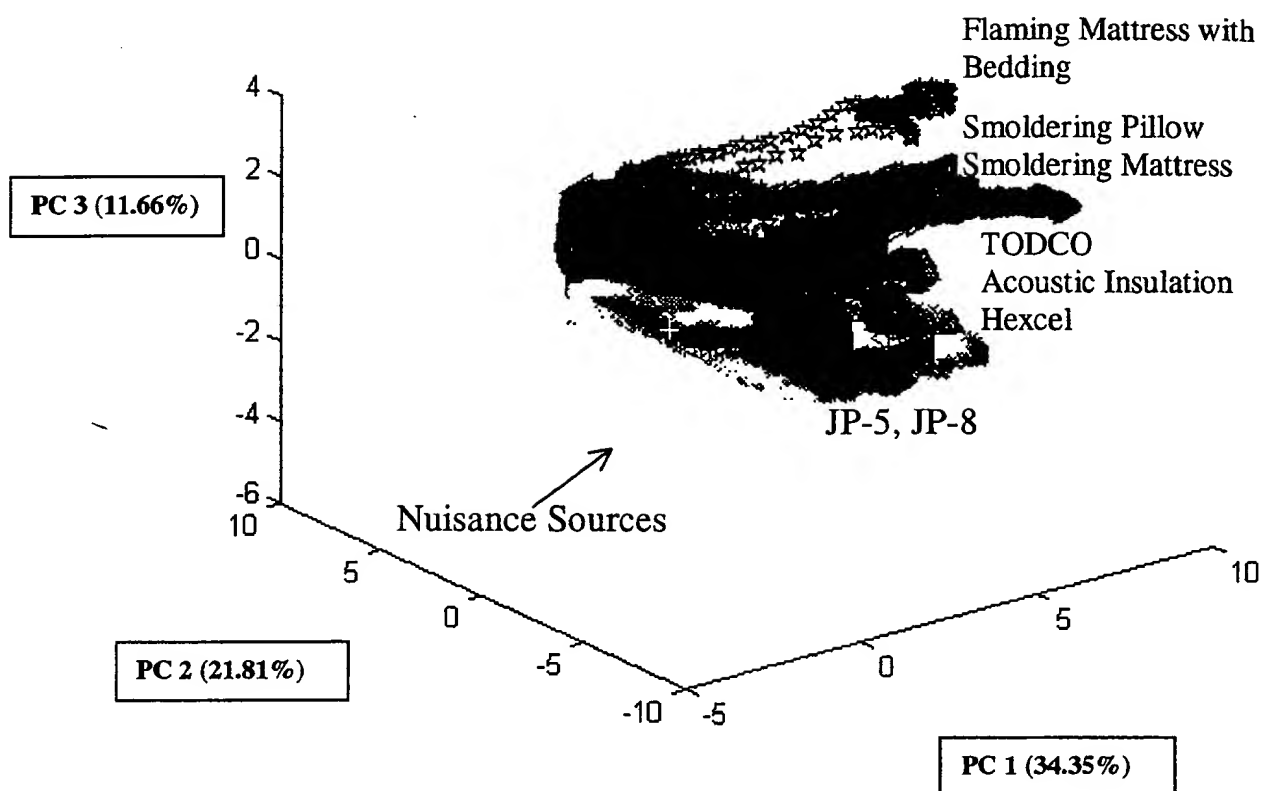 Flaming Mattress with
Bedding
Smoldering Pillow
Smoldering Mattress
TODCO
Acoustic Insulation
Hexcel
JP-5, JP-8
Nuisance Sources
PC 3 (11.66%)
4
2
0
-2
-4
-6
10
5
0
-5
-10
PC 2 (21.81%)
-5
0
5
10
PC 1 (34.35%)